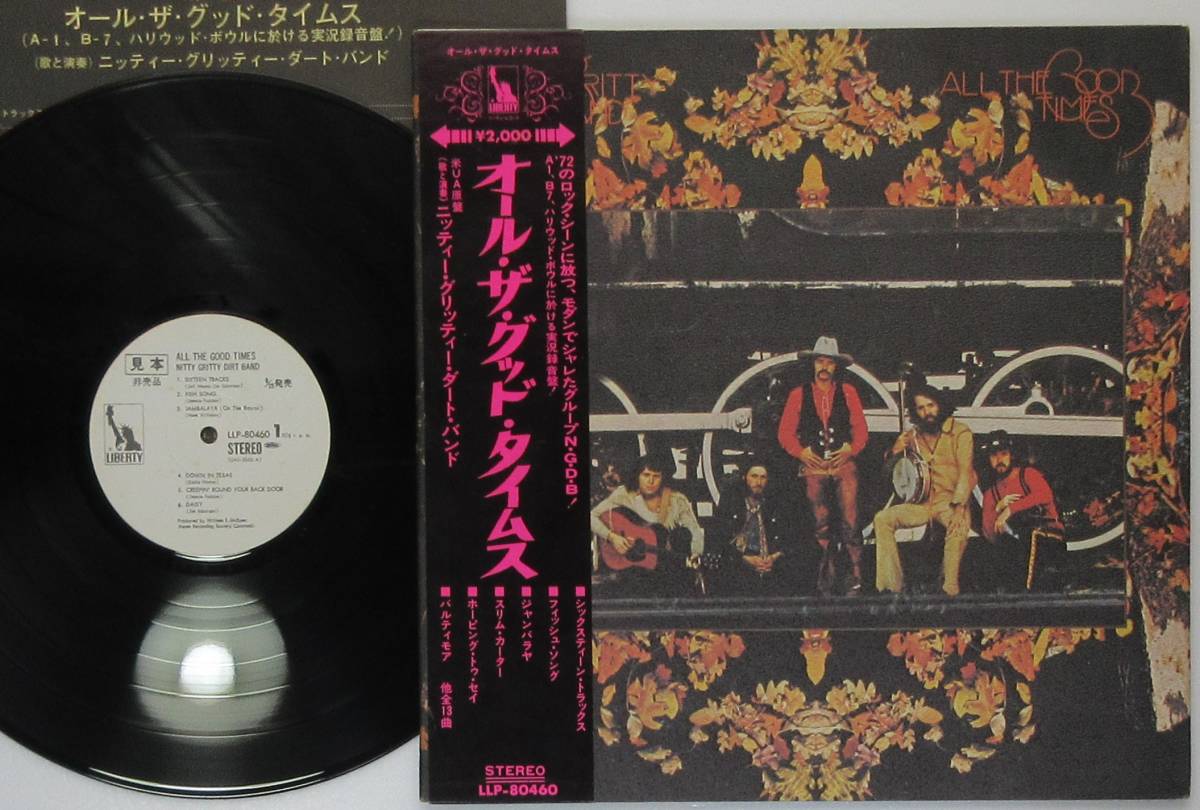 オール・ザ・グッド・タイムス
(A-1、B-7、ハリウッド・ボウルに於ける実況録音盤!)
(歌と演奏) ニッティー・グリッティー・ダート・バンド
トラック
見本
非売品
ALL THE GOOD TIMES
NITTY GRITTY DIRT BAND
1. SIXTEEN TRACKS
2. FISH SONG
3. JAMBALAYA (On The Bayou)
発売
LIBERTY
LLP-80460 1
STEREO
4. DOWN IN TEXAS
5. CREEPIN' ROUND YOUR BACK DOOR
6. DAISY
オール・ザ・グッド・タイムス
LIBERTY
¥2,000
'72のロック・シーンに放つ、モダンでシャレたグループN・G・D・B!
A1、B7、ハリウッド・ボウルに於ける実況録音盤!
オール・ザ・グッド・タイムス
米UA原盤
(歌と演奏) ニッティー・グリッティー・ダート・バンド
■シックスティーン・トラックス
■フィッシュ・ソング
■ジャンバラヤ
■スリム・カーター
■ホーピング・トゥ・セイ
■バルティモア 他全13曲
STEREO
LLP-80460
RITT
ALL THE GOOD
TIMES